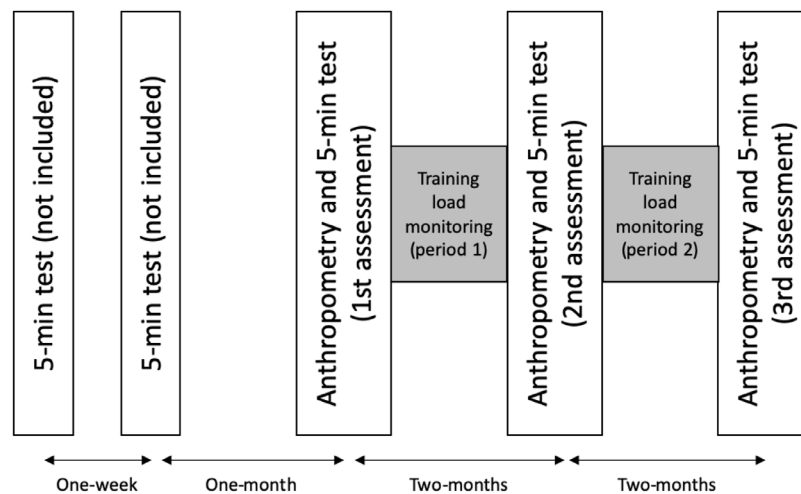 5-min test (not included)
5-min test (not included)
Anthropometry and 5-min test
(1st assessment)
Training
load
monitoring
(period 1)
Anthropometry and 5-min test
(2nd assessment)
Training
load
monitoring
(period 2)
Anthropometry and 5-min test
(3rd assessment)
One-week
One-month
Two-months
Two-months